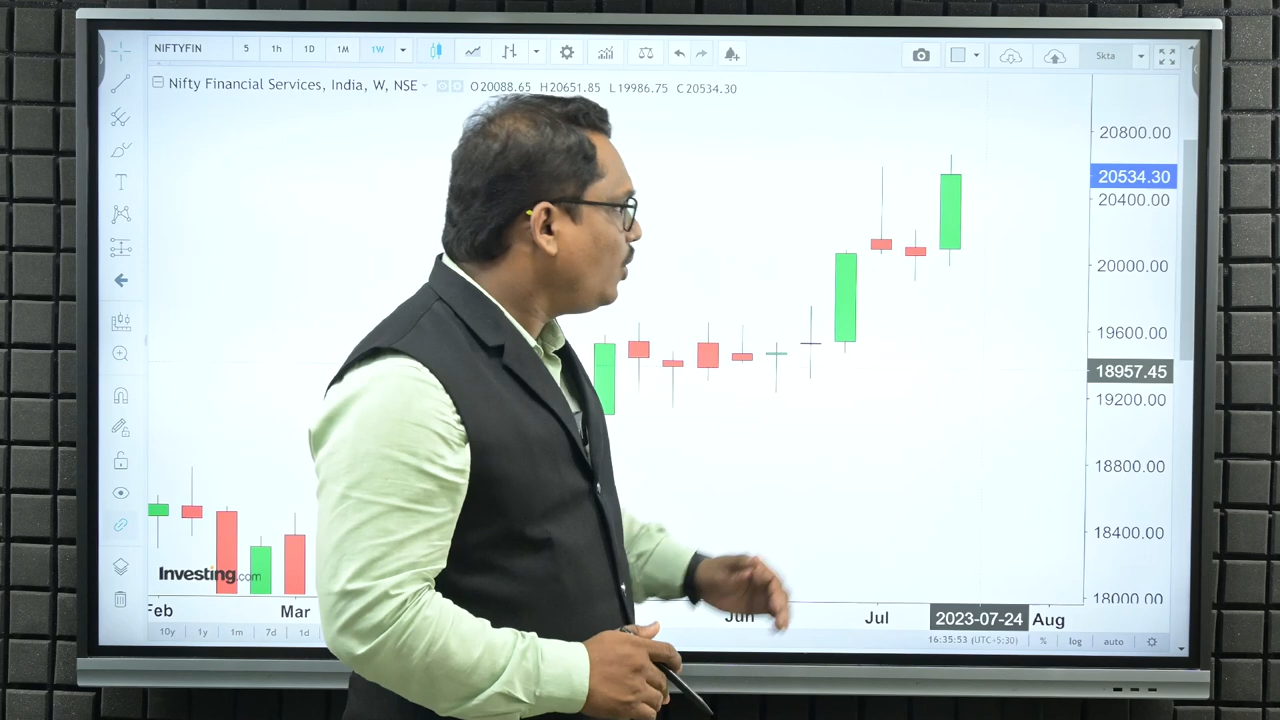 NIFTYFIN 5 1h 1D 1M 1W Skta
Nifty Financial Services, India, W, NSE O20088.65 H20651.85 L19986.75 C20534.30
20800.00
20534.30
20400.00
20000.00
19600.00
18957.45
19200.00
18800.00
18400.00
18000.00
Investing.com
Feb Mar Jun Jul 2023-07-24 Aug
10y 1y 1m 7d 1d 16:35:53 (UTC+5:30) % log auto